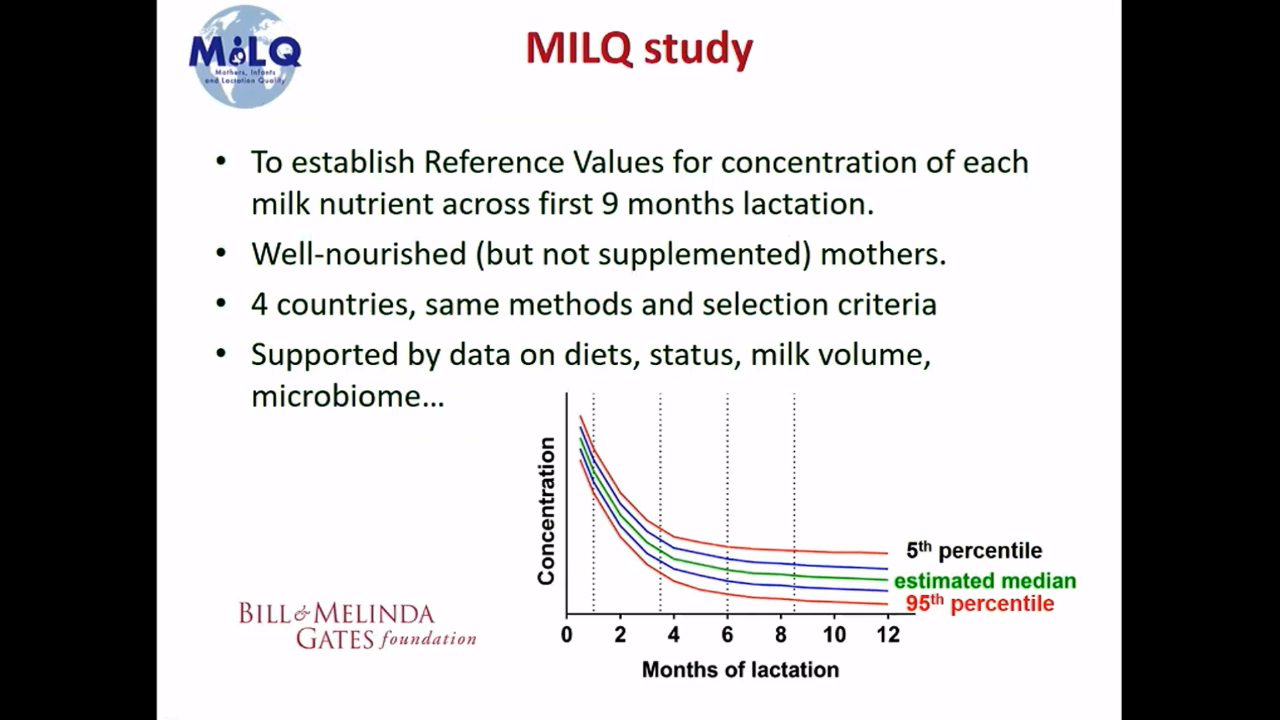 MiLQ
Mothers, Infants
and Lactation Quality
MILQ study
• To establish Reference Values for concentration of each
milk nutrient across first 9 months lactation.
• Well-nourished (but not supplemented) mothers.
• 4 countries, same methods and selection criteria
• Supported by data on diets, status, milk volume,
microbiome…
Concentration
5th percentile
estimated median
95th percentile
0 2 4 6 8 10 12
Months of lactation
BILL & MELINDA
GATES foundation